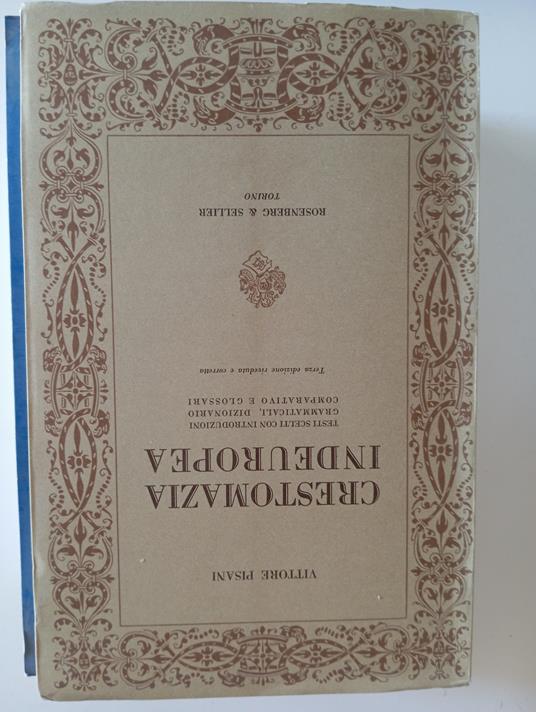 VITTORE PISANI
CRESTOMAZIA
INDEUROPEA
TESTI SCELTI CON INTRODUZIONI
GRAMMATICALI, DIZIONARIO
COMPARATIVO E GLOSSARI
Terza edizione riveduta e corretta
ROSENBERG & SELLIER
TORINO